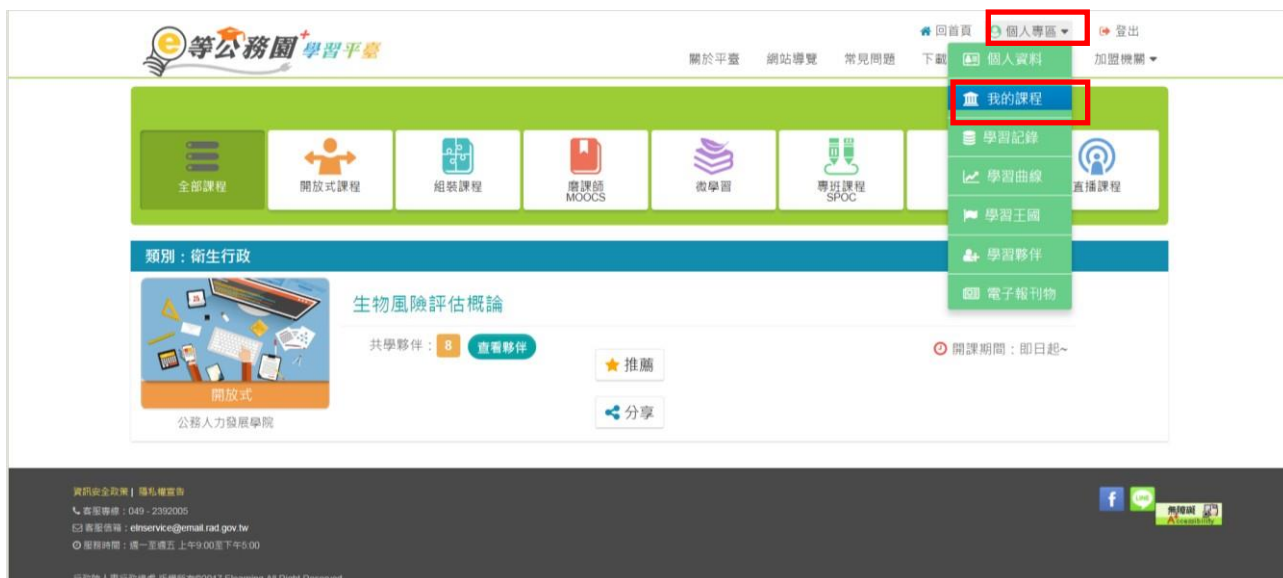 e等公務園+學習平臺
回首頁 個人專區 登出
關於平臺 網站導覽 常見問題 下載 加盟機關
個人資料
我的課程
學習記錄
學習曲線
學習王國
學習夥伴
電子報刊物
全部課程
開放式課程
組裝課程
磨課師
MOOCS
微學習
專班課程
SPOC
直播課程
類別：衛生行政
生物風險評估概論
共學夥伴： 8 查看夥伴
推薦
開課期間：即日起~
分享
開放式
公務人力發展學院
資訊安全政策 | 隱私權宣告
客服專線：049 - 2392005
客服信箱：elnservice@email.rad.gov.tw
服務時間：週一至週五 上午9:00至下午5:00
LINE
無障礙
Accessibility